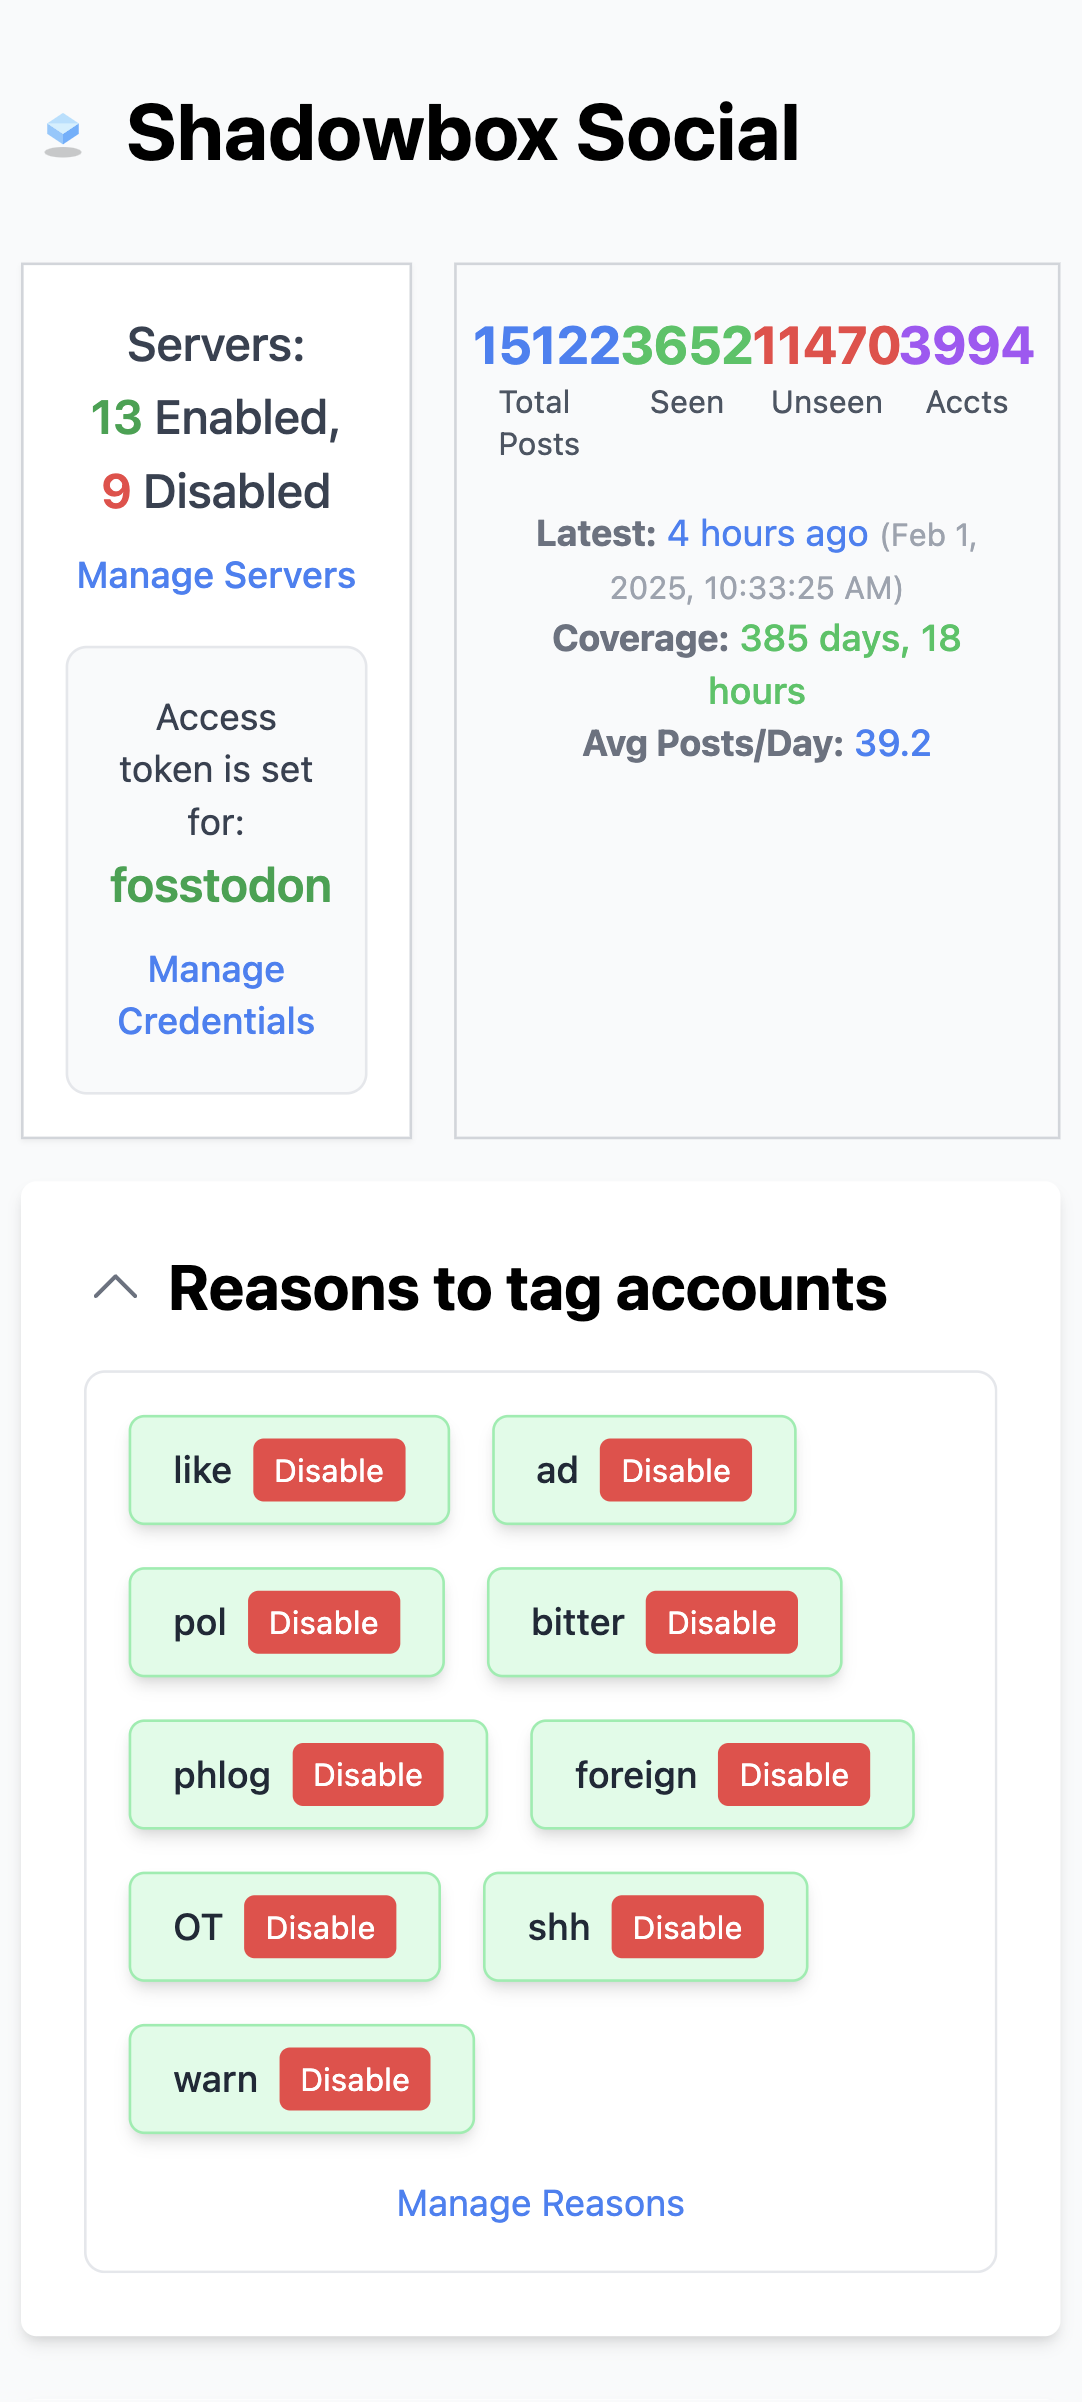 Shadowbox Social
Servers:
13 Enabled,
9 Disabled
Manage Servers
Access
token is set
for:
fosstodon
Manage
Credentials
15122 3652 11470 3994
Total Seen Unseen Accts
Posts
Latest: 4 hours ago (Feb 1,
2025, 10:33:25 AM)
Coverage: 385 days, 18
hours
Avg Posts/Day: 39.2
Reasons to tag accounts
like Disable ad Disable
pol Disable bitter Disable
phlog Disable foreign Disable
OT Disable shh Disable
warn Disable
Manage Reasons